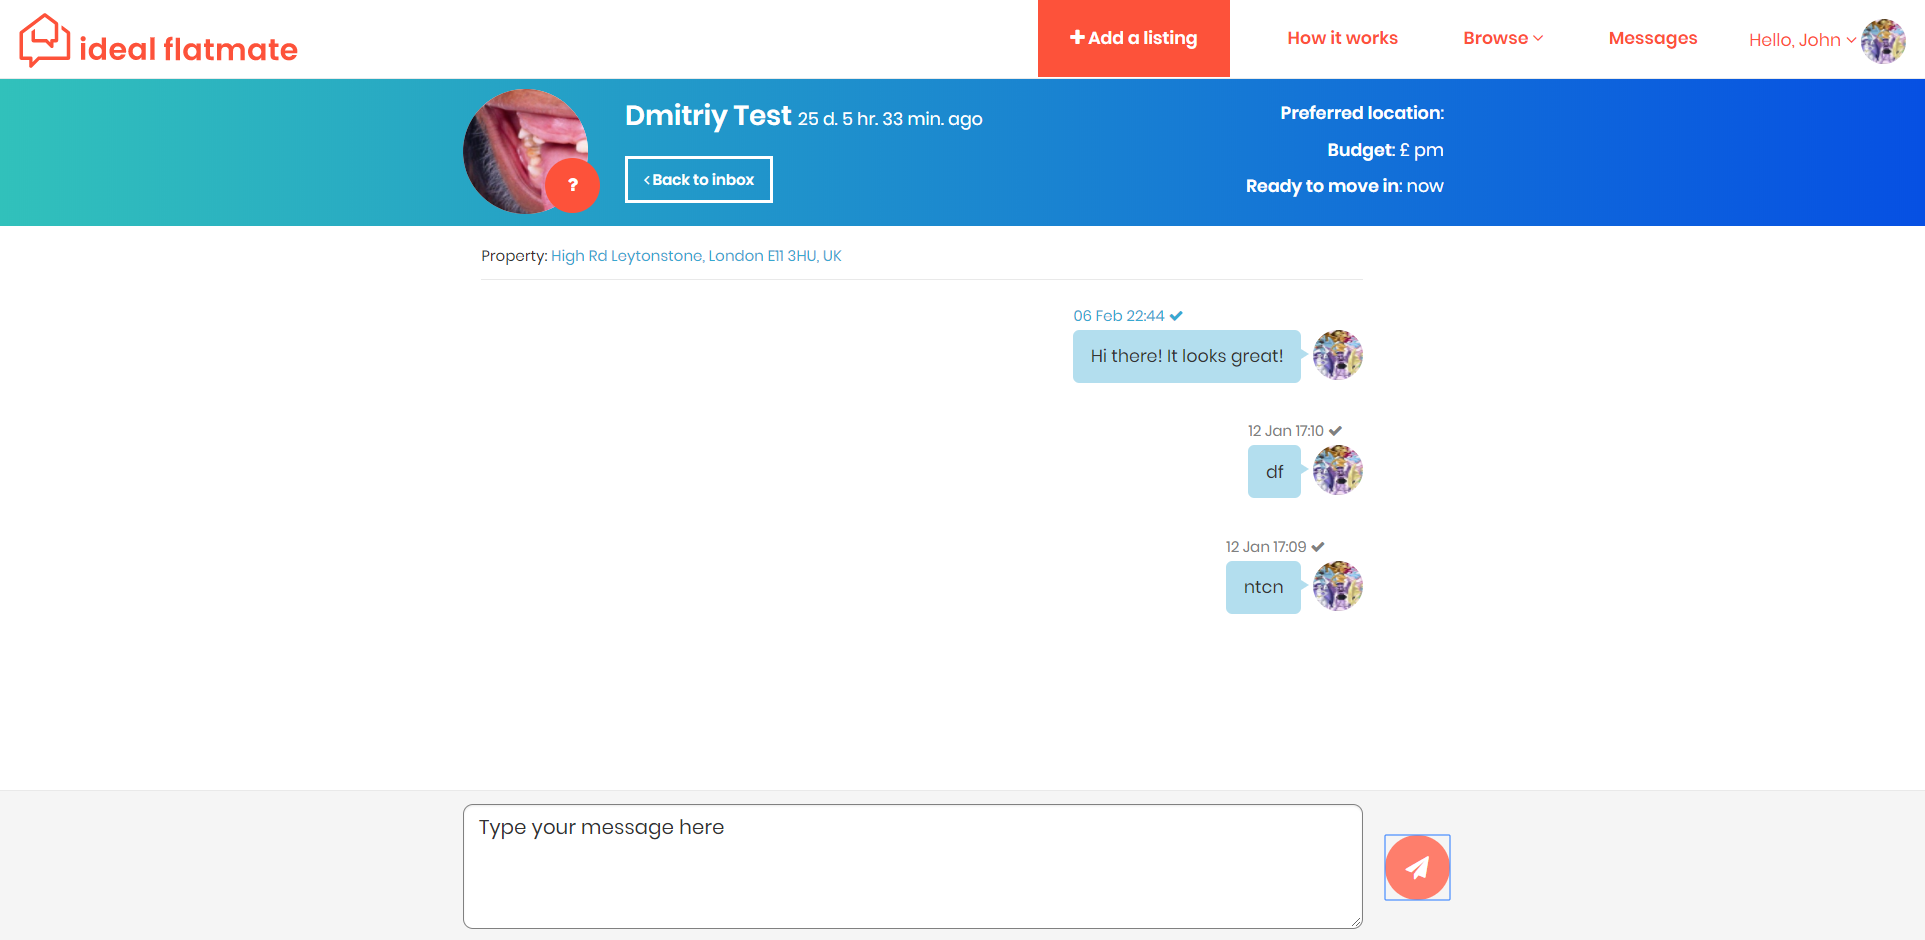 ideal flatmate
Add a listing
How it works
Browse
Messages
Hello, John
Dmitriy Test 25 d. 5 hr. 33 min. ago
?
Back to inbox
Preferred location:
Budget: £ pm
Ready to move in: now
Property: High Rd Leytonstone, London E11 3HU, UK
06 Feb 22:44
Hi there! It looks great!
12 Jan 17:10
df
12 Jan 17:09
ntcn
Type your message here